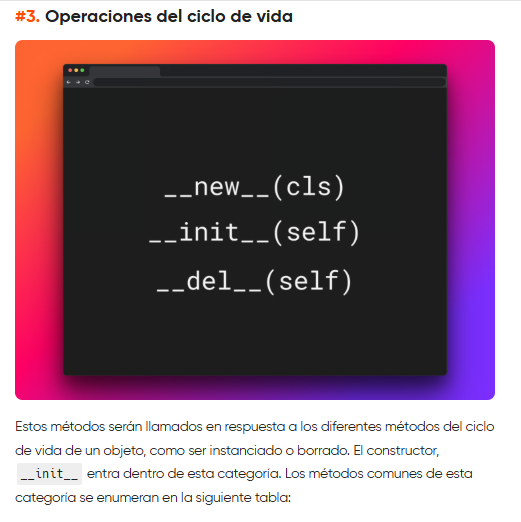 #3. Operaciones del ciclo de vida
__new__(cls)
__init__(self)
__del__(self)
Estos métodos serán llamados en respuesta a los diferentes métodos del ciclo
de vida de un objeto, como ser instanciado o borrado. El constructor,
__init__ entra dentro de esta categoría. Los métodos comunes de esta
categoría se enumeran en la siguiente tabla: